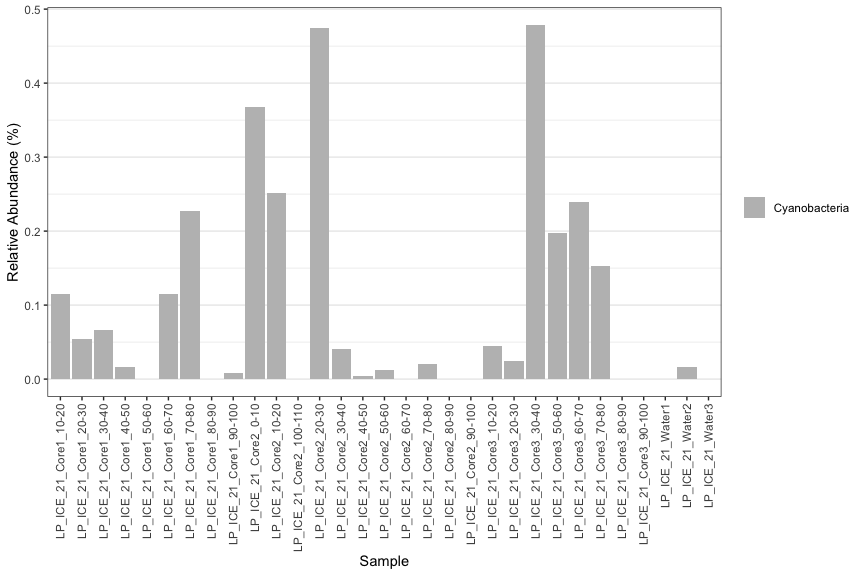 0.5
0.4
0.3
0.2
0.1
0.0
Relative Abundance (%)
LP_ICE_21_Core1_10-20
LP_ICE_21_Core1_20-30
LP_ICE_21_Core1_30-40
LP_ICE_21_Core1_40-50
LP_ICE_21_Core1_50-60
LP_ICE_21_Core1_60-70
LP_ICE_21_Core1_70-80
LP_ICE_21_Core1_80-90
LP_ICE_21_Core1_90-100
LP_ICE_21_Core2_0-10
LP_ICE_21_Core2_10-20
LP_ICE_21_Core2_100-110
LP_ICE_21_Core2_20-30
LP_ICE_21_Core2_30-40
LP_ICE_21_Core2_40-50
LP_ICE_21_Core2_50-60
LP_ICE_21_Core2_60-70
LP_ICE_21_Core2_70-80
LP_ICE_21_Core2_80-90
LP_ICE_21_Core2_90-100
LP_ICE_21_Core3_10-20
LP_ICE_21_Core3_20-30
LP_ICE_21_Core3_30-40
LP_ICE_21_Core3_50-60
LP_ICE_21_Core3_60-70
LP_ICE_21_Core3_70-80
LP_ICE_21_Core3_80-90
LP_ICE_21_Core3_90-100
LP_ICE_21_Water1
LP_ICE_21_Water2
LP_ICE_21_Water3
Sample
Cyanobacteria